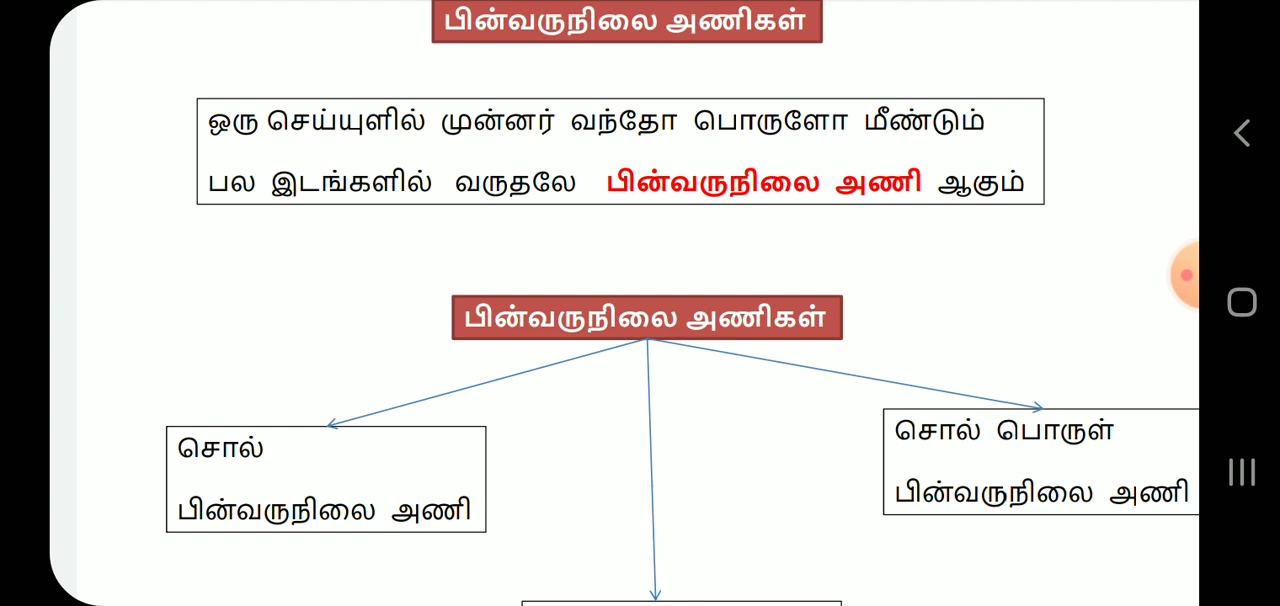 பின்வருநிலை அணிகள்
ஒரு செய்யுளில் முன்னர் வந்தோ பொருளோ மீண்டும்
பல இடங்களில் வருதலே பின்வருநிலை அணி ஆகும்
பின்வருநிலை அணிகள்
சொல்
பின்வருநிலை அணி
சொல் பொருள்
பின்வருநிலை அணி